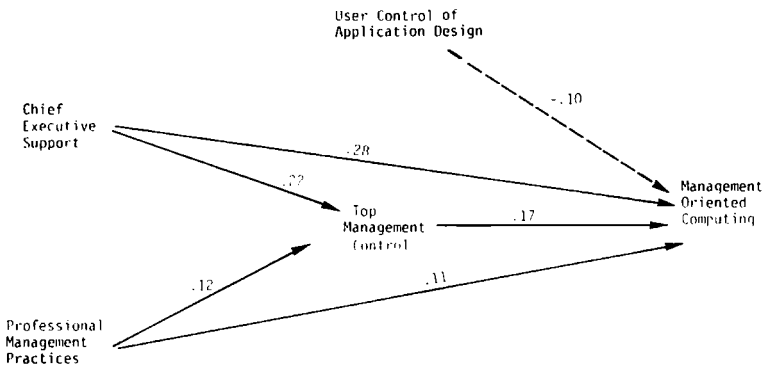 User Control of
Application Design
-.10
Chief
Executive
Support
.28
.22
Management
Oriented
Computing
Top
Management
Control
.17
.12
.11
Professional
Management
Practices